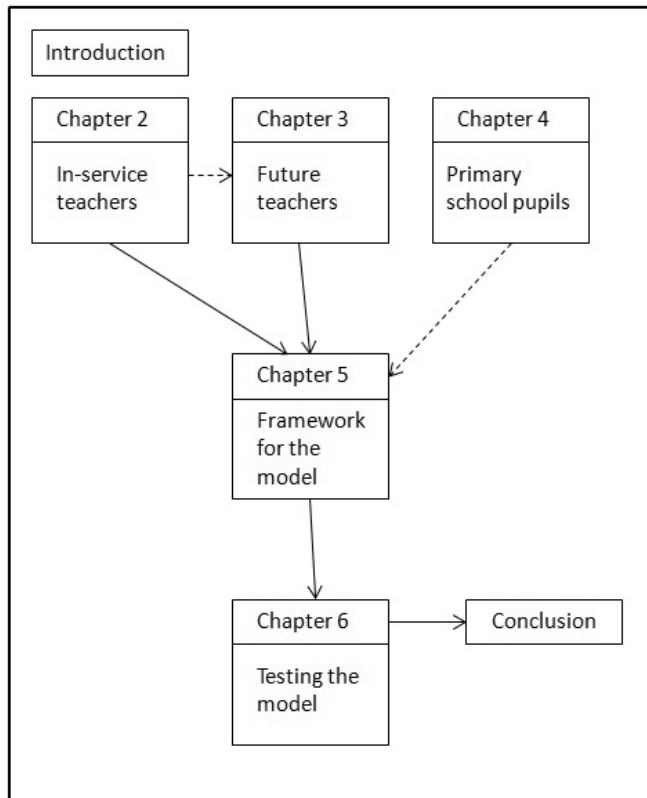 Introduction
Chapter 2
In-service
teachers
Chapter 3
Future
teachers
Chapter 4
Primary
school pupils
Chapter 5
Framework
for the
model
Chapter 6
Testing the
model
Conclusion